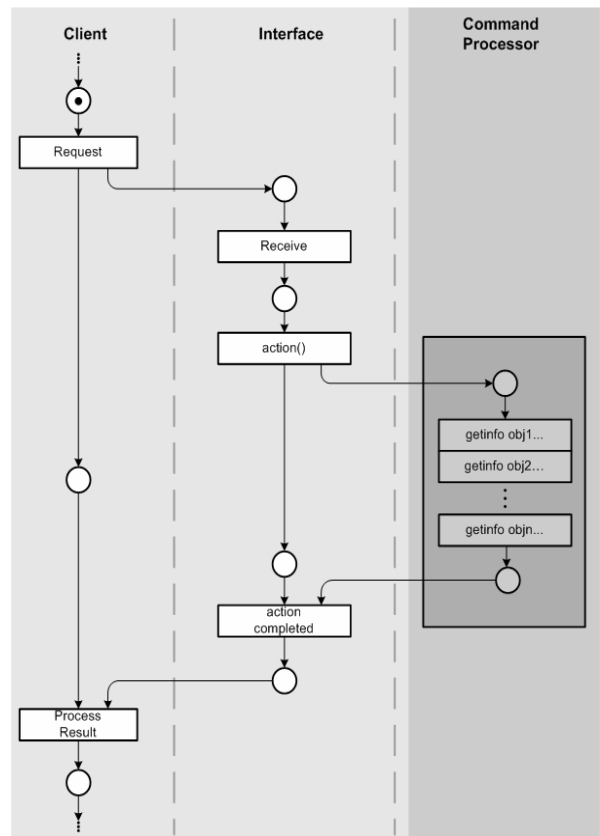 Client
Interface
Command
Processor
Request
Receive
action()
getinfo obj1...
getinfo obj2...
getinfo objn...
action
completed
Process
Result